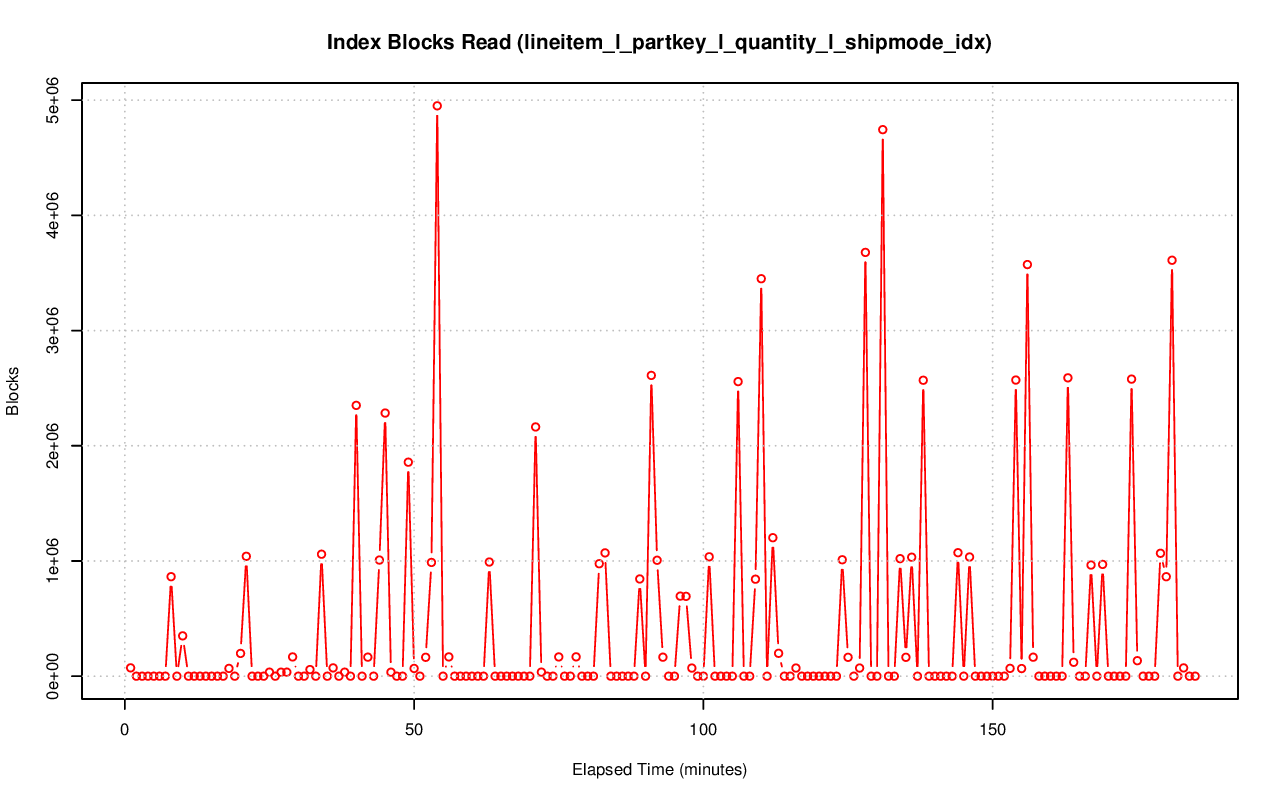 Index Blocks Read (lineitem_l_partkey_l_quantity_l_shipmode_idx)
5e+06
4e+06
3e+06
2e+06
1e+06
0e+00
Blocks
0 50 100 150
Elapsed Time (minutes)